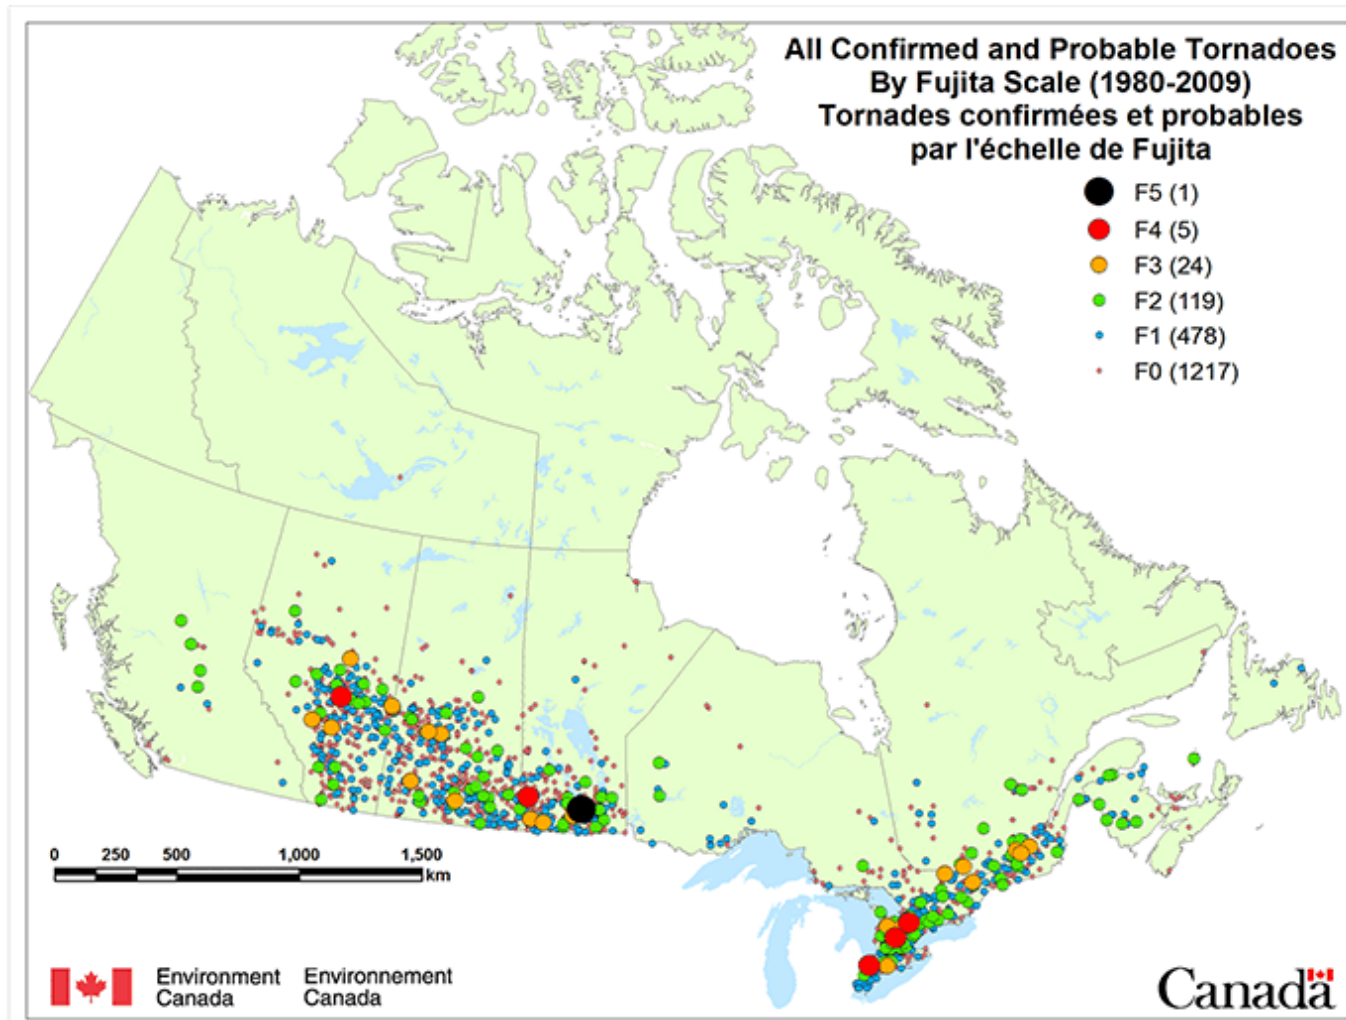 All Confirmed and Probable Tornadoes
By Fujita Scale (1980-2009)
Tornades confirmées et probables
par l'échelle de Fujita
F5 (1)
F4 (5)
F3 (24)
F2 (119)
F1 (478)
F0 (1217)
0 250 500 1,000 1,500
km
Environment Environnement
Canada Canada
Canada